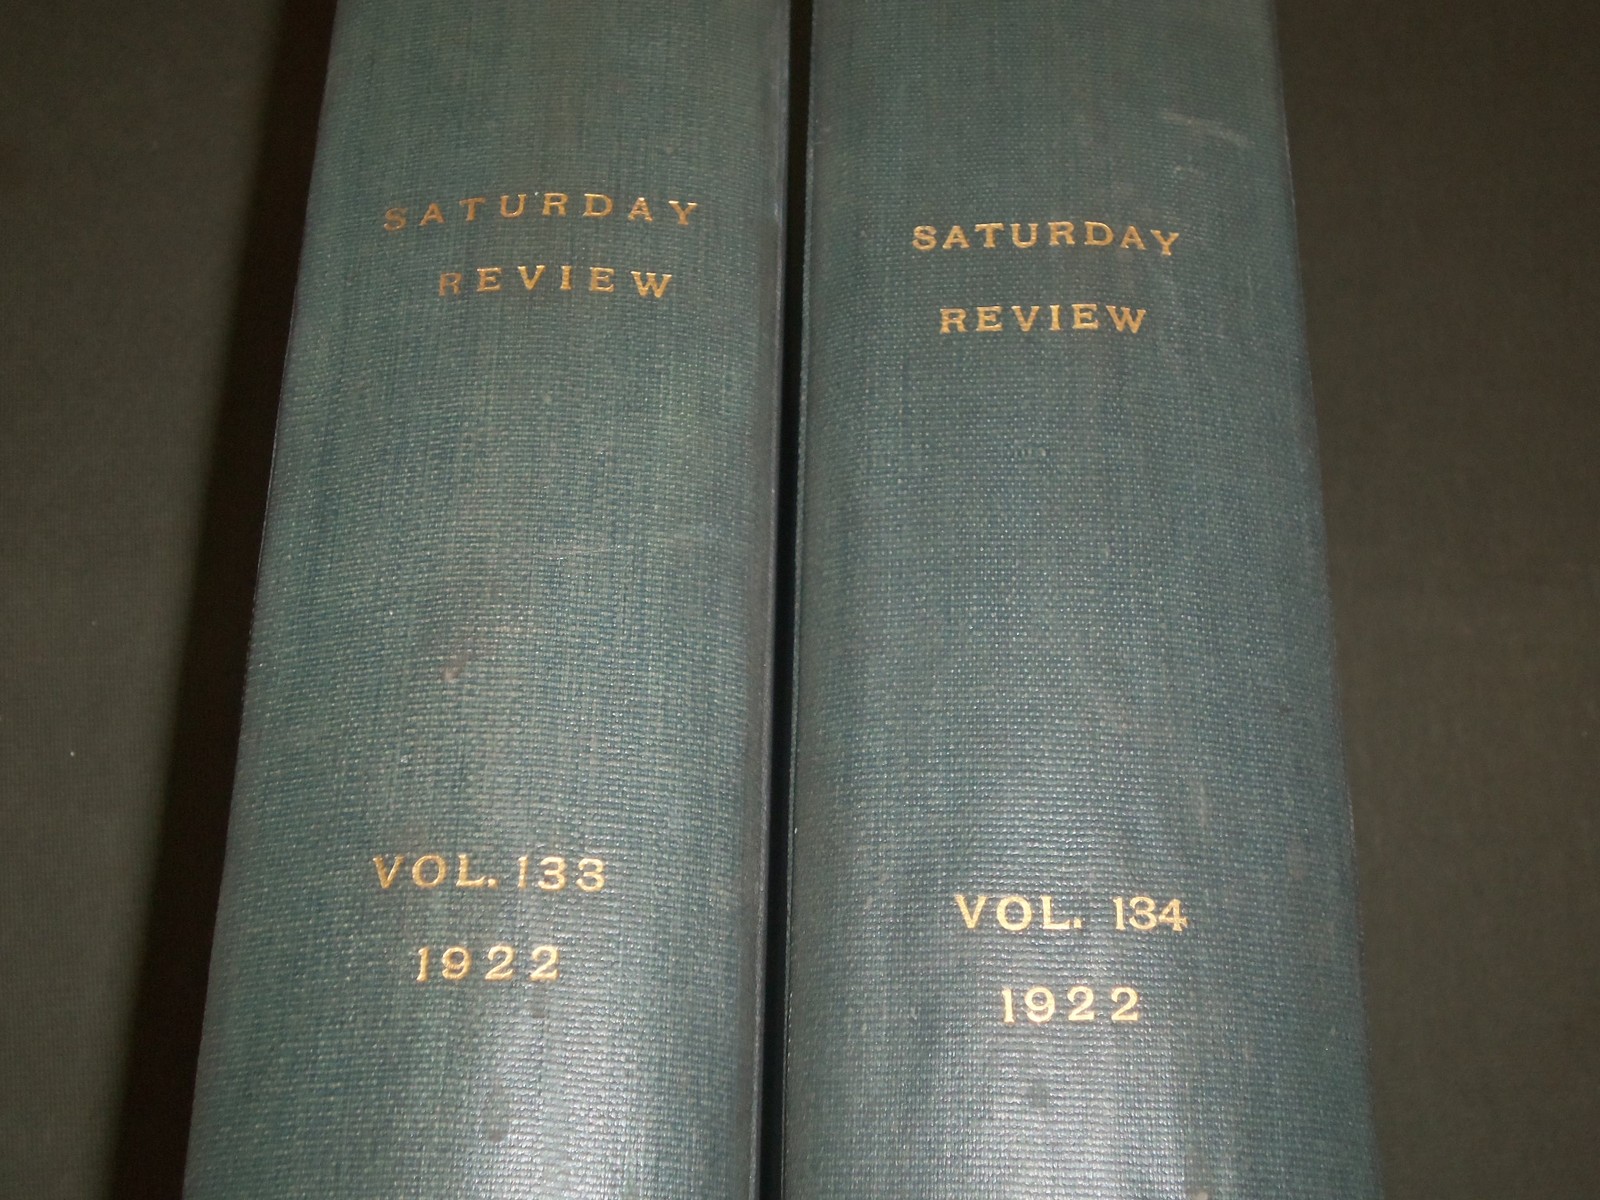 SATURDAY
REVIEW
VOL. 133
1922
SATURDAY
REVIEW
VOL. 134
1922